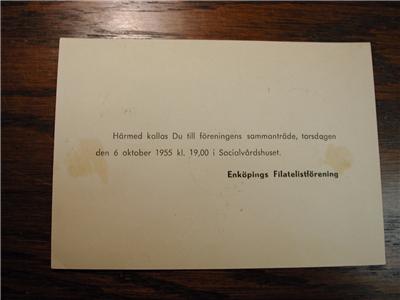 Härmed kallas Du till föreningens sammanträde, torsdagen
den 6 oktober 1955 kl. 19,00 i Socialvårdshuset.
Enköpings Filatelistförening